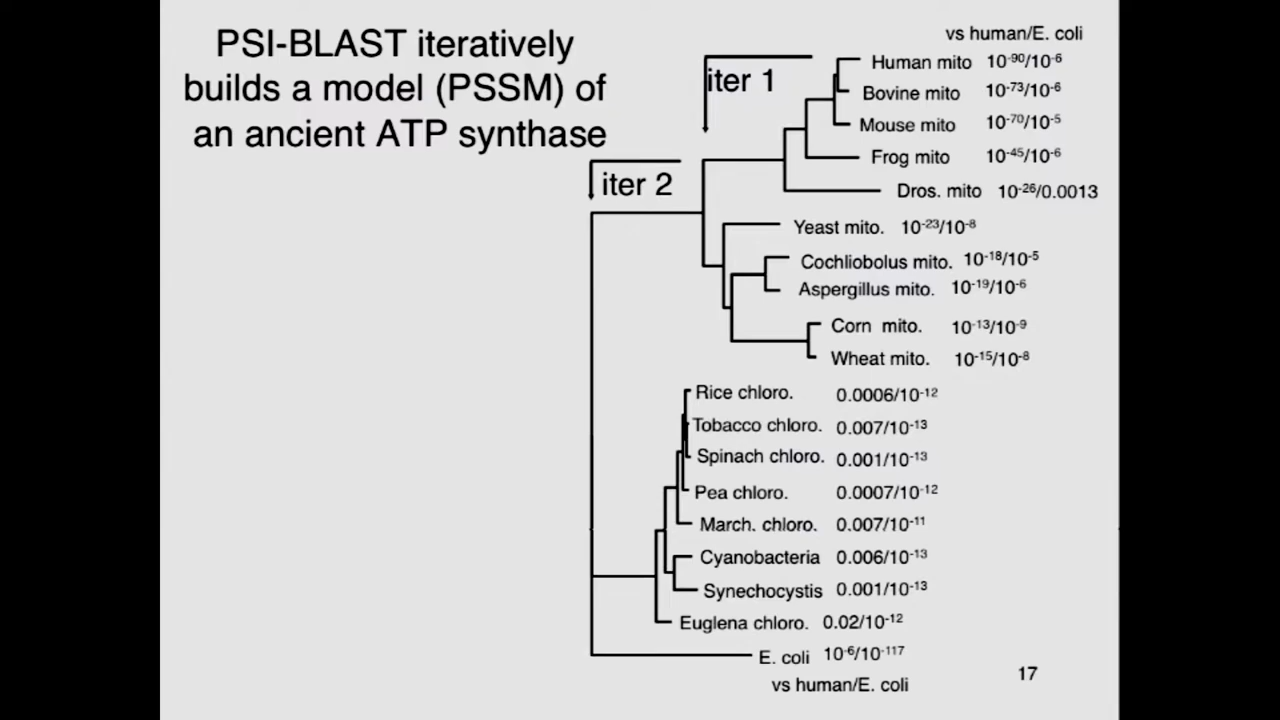 PSI-BLAST iteratively
builds a model (PSSM) of
an ancient ATP synthase
vs human/E. coli
iter 1
iter 2
Human mito 10⁻⁹⁰/10⁻⁶
Bovine mito 10⁻⁷³/10⁻⁶
Mouse mito 10⁻⁷⁰/10⁻⁵
Frog mito 10⁻⁴⁵/10⁻⁶
Dros. mito 10⁻²⁶/0.0013
Yeast mito. 10⁻²³/10⁻⁸
Cochliobolus mito. 10⁻¹⁸/10⁻⁵
Aspergillus mito. 10⁻¹⁹/10⁻⁶
Corn mito. 10⁻¹³/10⁻⁹
Wheat mito. 10⁻¹⁵/10⁻⁸
Rice chloro. 0.0006/10⁻¹²
Tobacco chloro. 0.007/10⁻¹³
Spinach chloro. 0.001/10⁻¹³
Pea chloro. 0.0007/10⁻¹²
March. chloro. 0.007/10⁻¹¹
Cyanobacteria 0.006/10⁻¹³
Synechocystis 0.001/10⁻¹³
Euglena chloro. 0.02/10⁻¹²
E. coli 10⁻⁶/10⁻¹¹⁷
vs human/E. coli
17